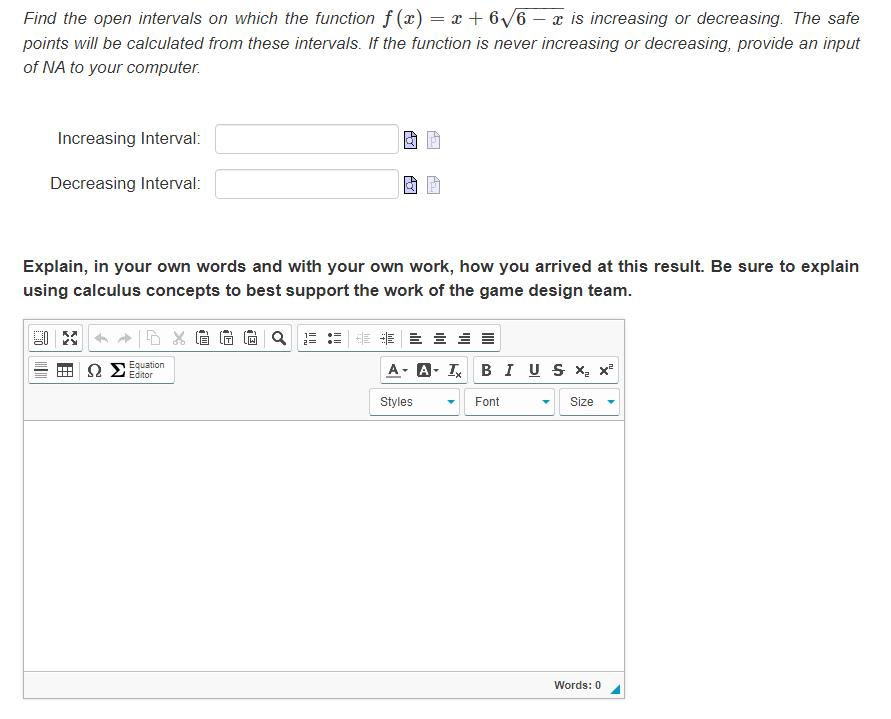 Find the open intervals on which the function f (x) = x + 6√6 − x is increasing or decreasing. The safe
points will be calculated from these intervals. If the function is never increasing or decreasing, provide an input
of NA to your computer.
Increasing Interval:
Decreasing Interval:
Explain, in your own words and with your own work, how you arrived at this result. Be sure to explain
using calculus concepts to best support the work of the game design team.
Ω Σ Equation Editor
A A Tx B I U S x₂ x²
Styles Font Size
Words: 0